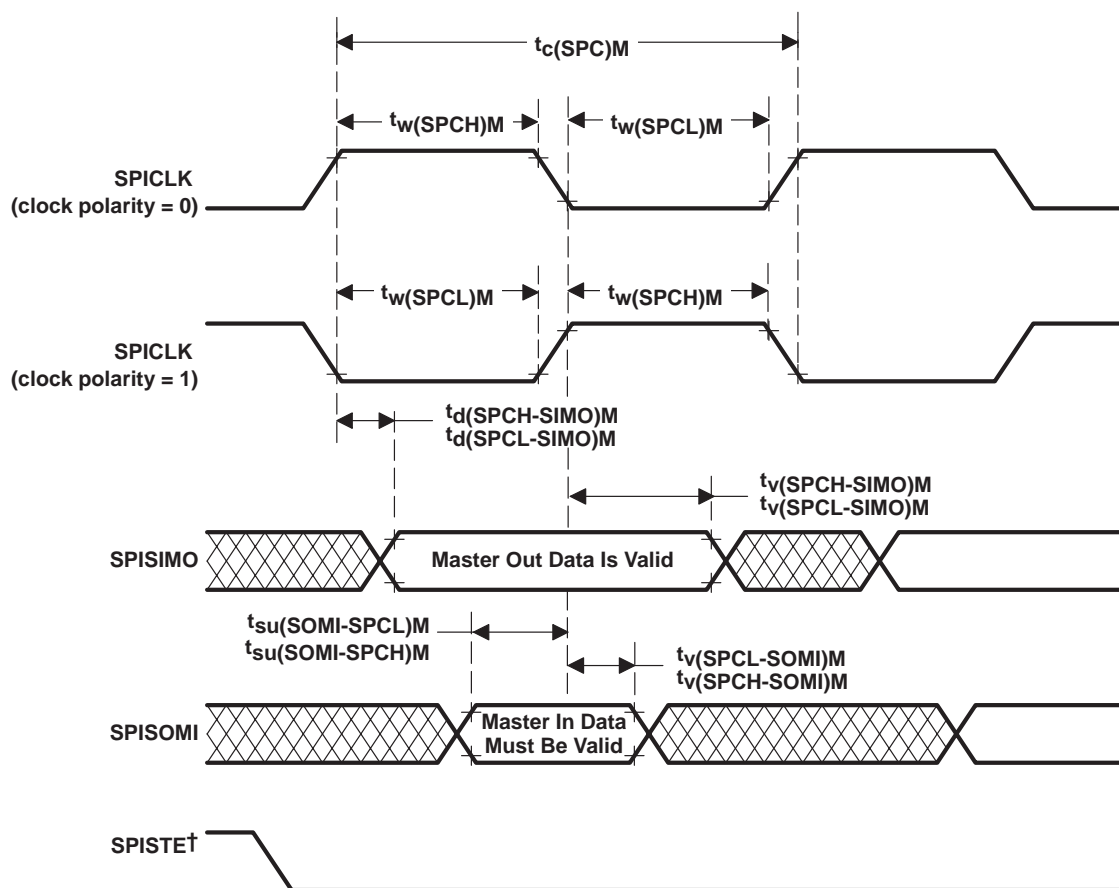 tc(SPC)M
tw(SPCH)M
tw(SPCL)M
SPICLK
(clock polarity = 0)
tw(SPCL)M
tw(SPCH)M
SPICLK
(clock polarity = 1)
td(SPCH-SIMO)M
td(SPCL-SIMO)M
tv(SPCH-SIMO)M
tv(SPCL-SIMO)M
SPISIMO
Master Out Data Is Valid
tsu(SOMI-SPCL)M
tsu(SOMI-SPCH)M
tv(SPCL-SOMI)M
tv(SPCH-SOMI)M
SPISOMI
Master In Data
Must Be Valid
SPISTE†